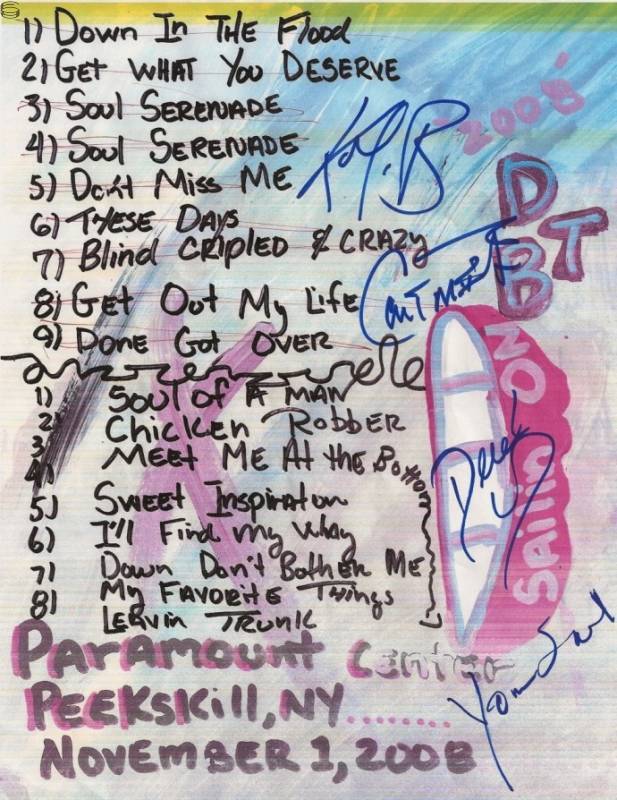 1) Down In The Flood
2) Get What You Deserve
3) Soul Serenade
4) Soul Serenade
5) Don't Miss Me
6) These Days
7) Blind Cripled & Crazy
8) Get Out My Life
9) Done Got Over
1) Soul of A Man
2) Chicken Robber
3) Meet Me At the Bottom
4)
5) Sweet Inspiration
6) I'll Find My Way
7) Down Don't Bother Me
8) My Favorite Things
Leavin Trunk
Paramount Center
Peekskill, NY........
November 1, 2008
'2008'
DTB
Sailin On
Derek